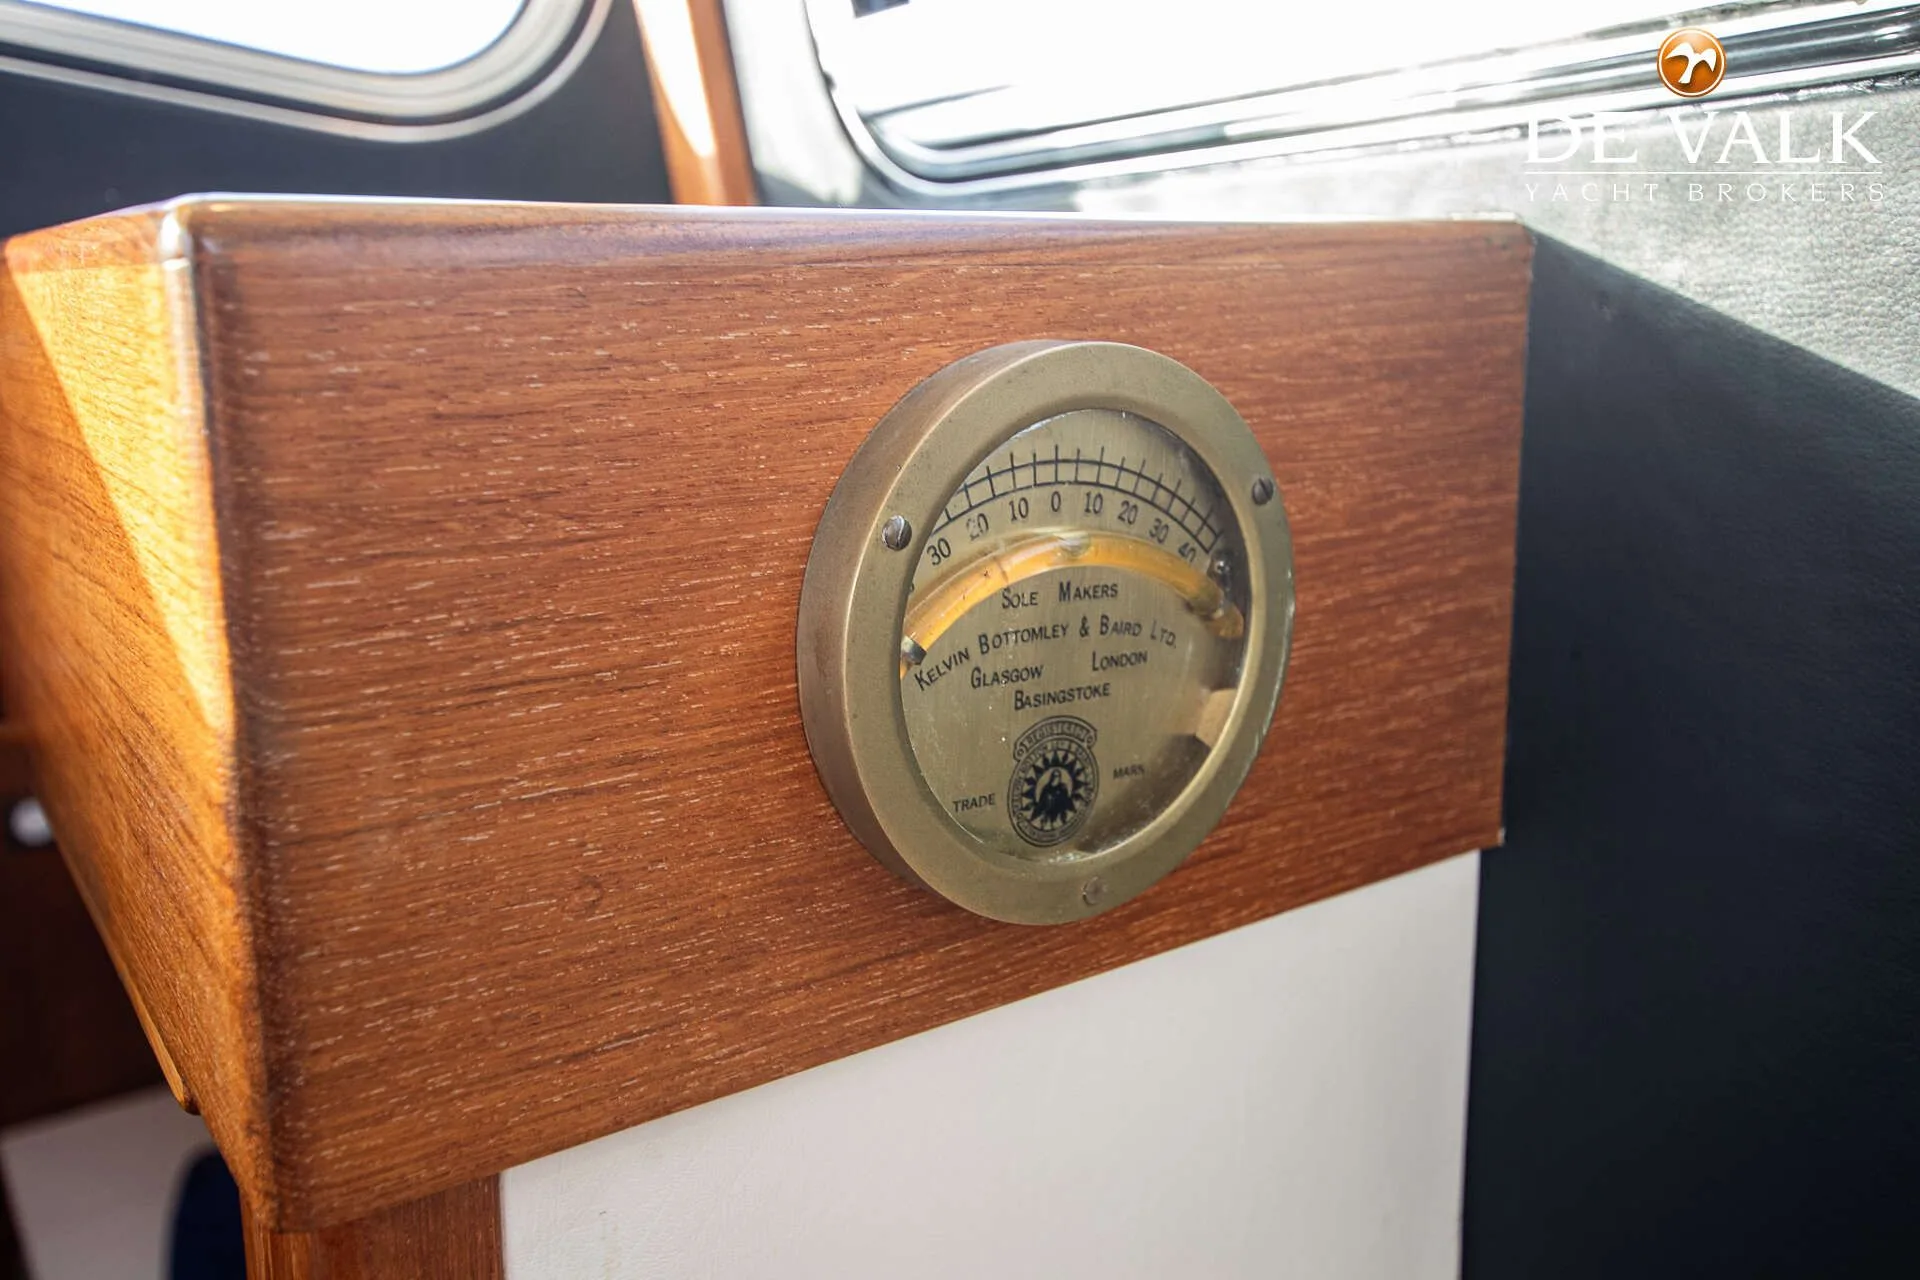 DE VALK
YACHT BROKERS
30 20 10 0 10 20 30 40
SOLE MAKERS
KELVIN BOTTOMLEY & BAIRD LTD.
GLASGOW LONDON
BASINGSTOKE
TRADE MARK